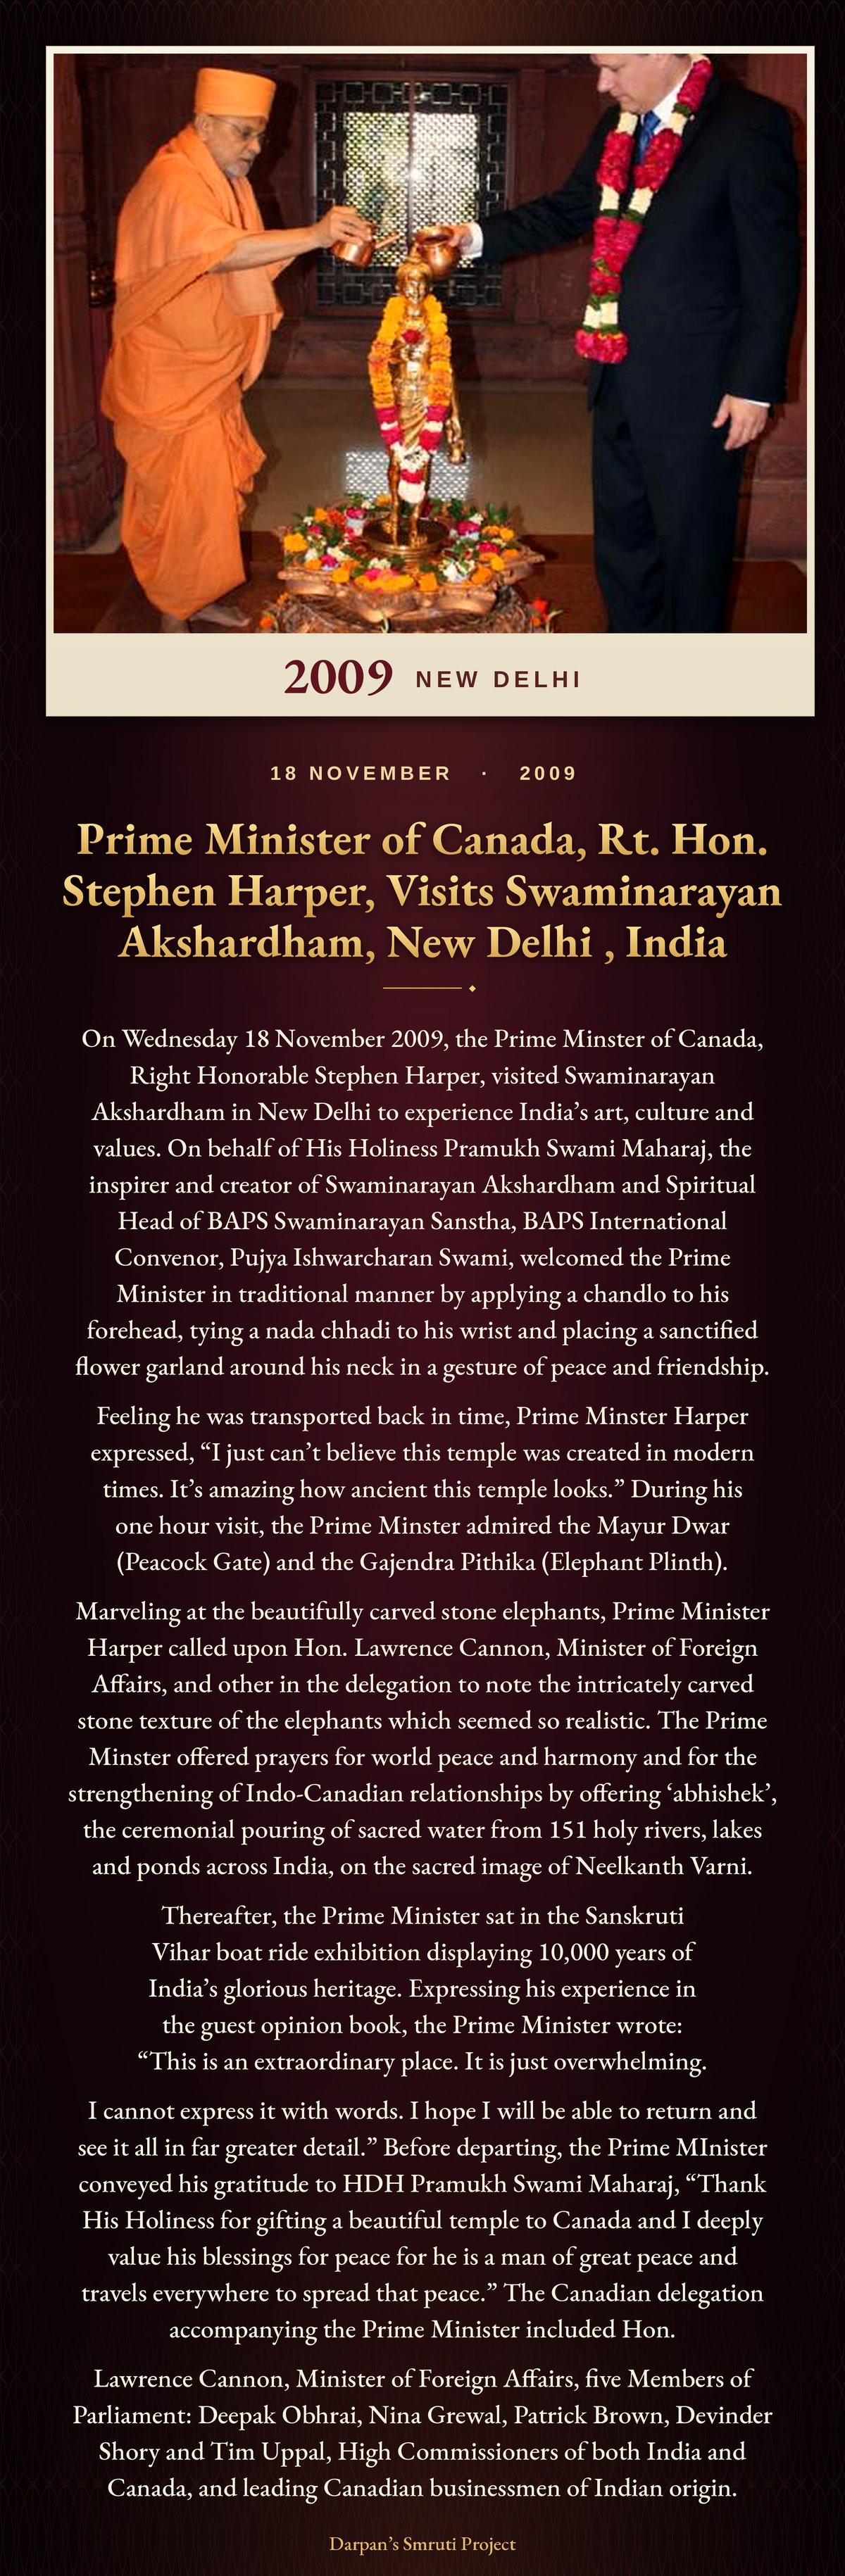 2009 NEW DELHI
18 NOVEMBER · 2009
Prime Minister of Canada, Rt. Hon.
Stephen Harper, Visits Swaminarayan
Akshardham, New Delhi , India
On Wednesday 18 November 2009, the Prime Minster of Canada,
Right Honorable Stephen Harper, visited Swaminarayan
Akshardham in New Delhi to experience India’s art, culture and
values. On behalf of His Holiness Pramukh Swami Maharaj, the
inspirer and creator of Swaminarayan Akshardham and Spiritual
Head of BAPS Swaminarayan Sanstha, BAPS International
Convenor, Pujya Ishwarcharan Swami, welcomed the Prime
Minister in traditional manner by applying a chandlo to his
forehead, tying a nada chhadi to his wrist and placing a sanctified
flower garland around his neck in a gesture of peace and friendship.
Feeling he was transported back in time, Prime Minster Harper
expressed, “I just can’t believe this temple was created in modern
times. It’s amazing how ancient this temple looks.” During his
one hour visit, the Prime Minster admired the Mayur Dwar
(Peacock Gate) and the Gajendra Pithika (Elephant Plinth).
Marveling at the beautifully carved stone elephants, Prime Minister
Harper called upon Hon. Lawrence Cannon, Minister of Foreign
Affairs, and other in the delegation to note the intricately carved
stone texture of the elephants which seemed so realistic. The Prime
Minster offered prayers for world peace and harmony and for the
strengthening of Indo-Canadian relationships by offering ‘abhishek’,
the ceremonial pouring of sacred water from 151 holy rivers, lakes
and ponds across India, on the sacred image of Neelkanth Varni.
Thereafter, the Prime Minister sat in the Sanskruti
Vihar boat ride exhibition displaying 10,000 years of
India’s glorious heritage. Expressing his experience in
the guest opinion book, the Prime Minister wrote:
“This is an extraordinary place. It is just overwhelming.
I cannot express it with words. I hope I will be able to return and
see it all in far greater detail.” Before departing, the Prime MInister
conveyed his gratitude to HDH Pramukh Swami Maharaj, “Thank
His Holiness for gifting a beautiful temple to Canada and I deeply
value his blessings for peace for he is a man of great peace and
travels everywhere to spread that peace.” The Canadian delegation
accompanying the Prime Minister included Hon.
Lawrence Cannon, Minister of Foreign Affairs, five Members of
Parliament: Deepak Obhrai, Nina Grewal, Patrick Brown, Devinder
Shory and Tim Uppal, High Commissioners of both India and
Canada, and leading Canadian businessmen of Indian origin.
Darpan’s Smruti Project